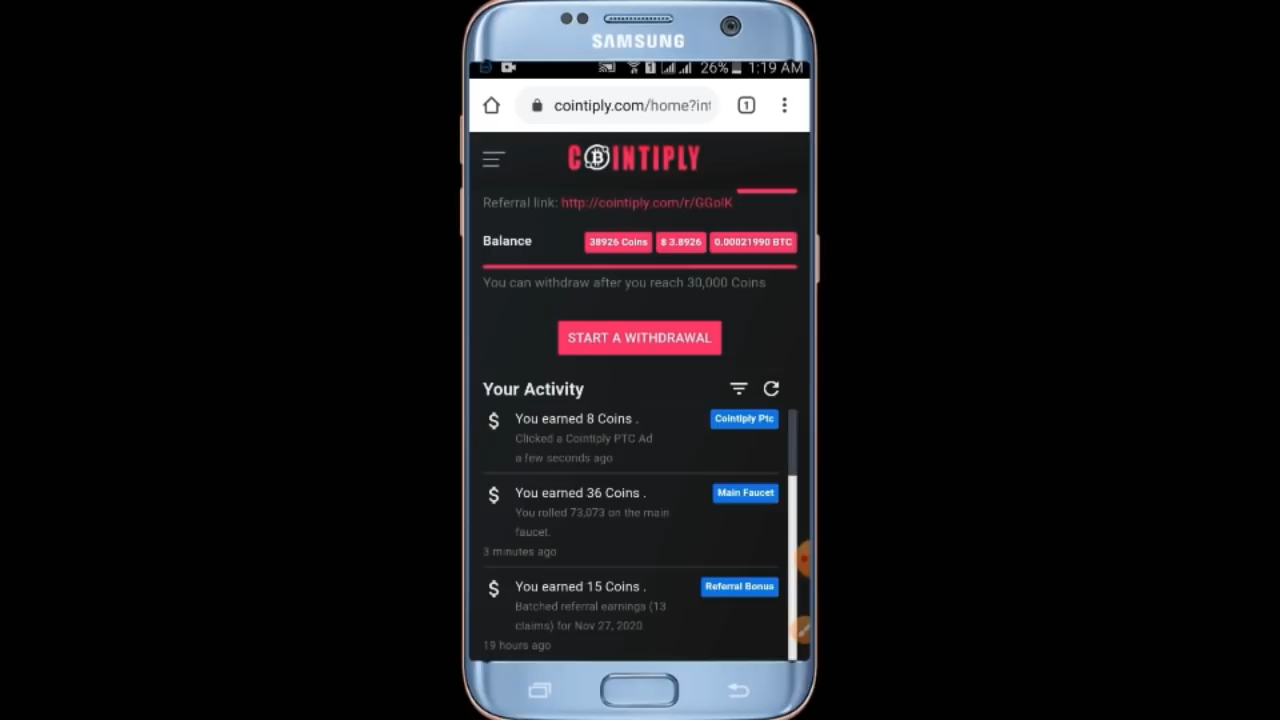 SAMSUNG
1 26% 1:19 AM
cointiply.com/home?int
1
COINTIPLY
Referral link: http://cointiply.com/r/GGolK
Balance 38926 Coins $ 3.8926 0.00021990 BTC
You can withdraw after you reach 30,000 Coins
START A WITHDRAWAL
Your Activity
You earned 8 Coins . Cointiply Ptc
Clicked a Cointiply PTC Ad
a few seconds ago
You earned 36 Coins . Main Faucet
You rolled 73,073 on the main
faucet.
3 minutes ago
You earned 15 Coins . Referral Bonus
Batched referral earnings (13
claims) for Nov 27, 2020
19 hours ago